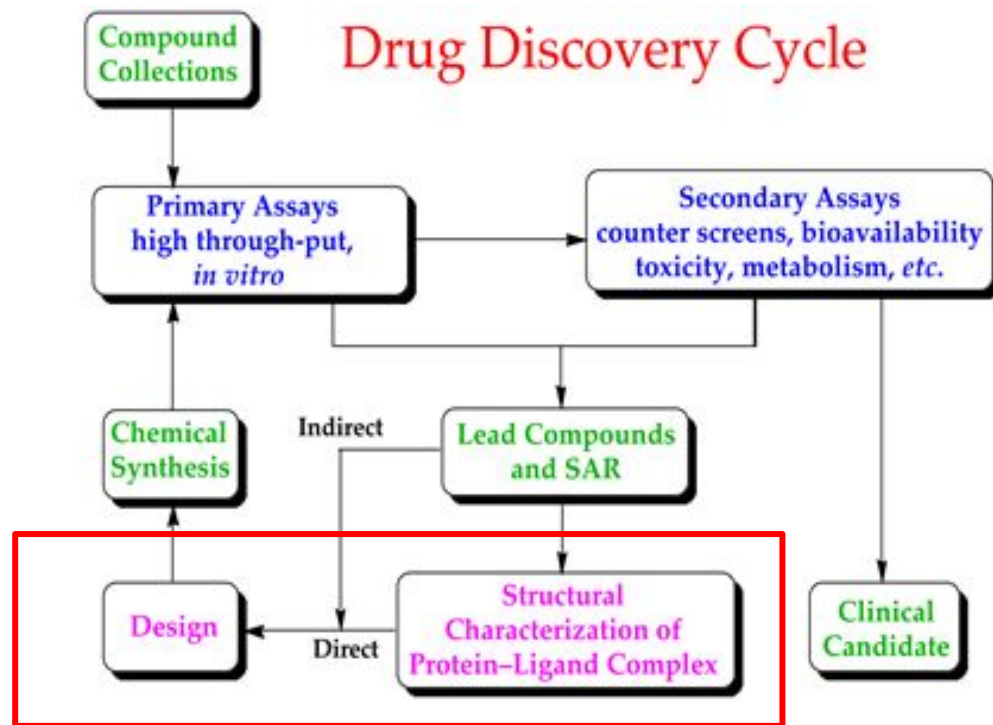 Compound
Collections
Drug Discovery Cycle
Primary Assays
high through-put,
in vitro
Secondary Assays
counter screens, bioavailability
toxicity, metabolism, etc.
Chemical
Synthesis
Indirect
Lead Compounds
and SAR
Design
Direct
Structural
Characterization of
Protein–Ligand Complex
Clinical
Candidate